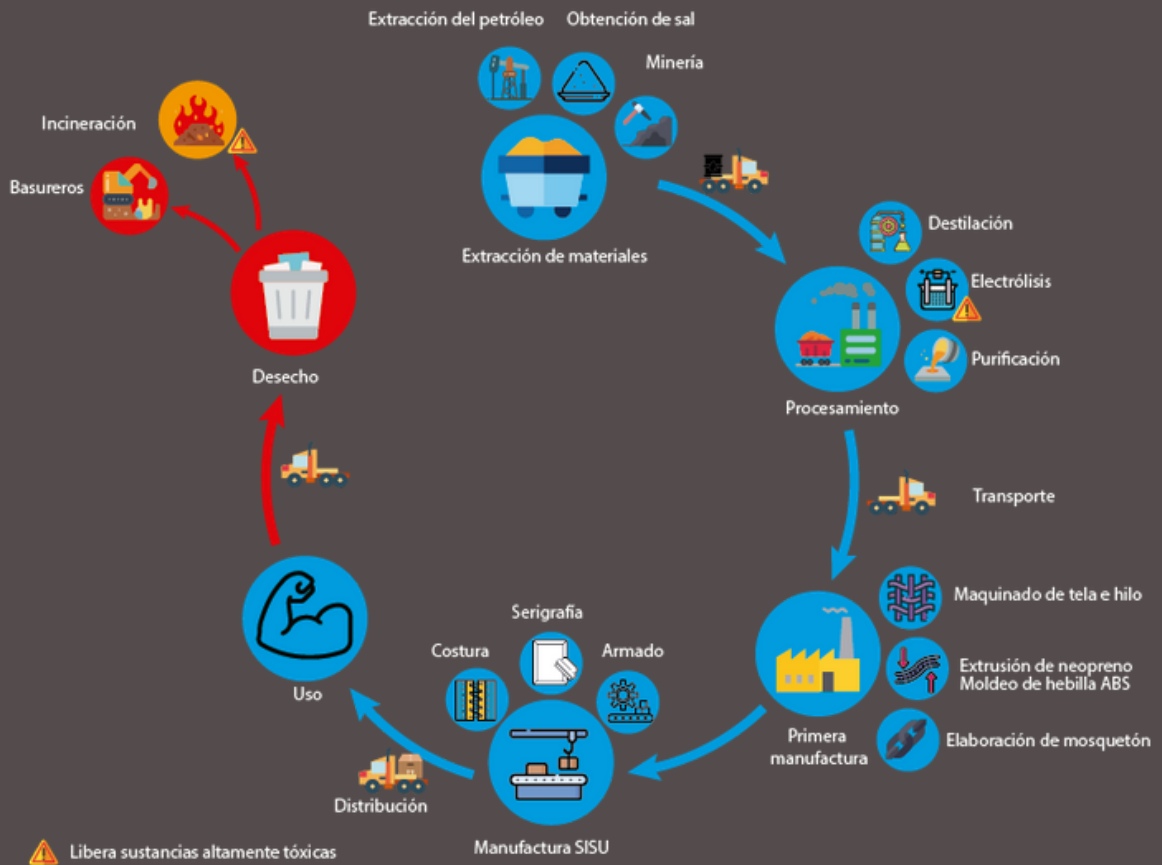 Extracción del petróleo
Obtención de sal
Minería
Extracción de materiales
Destilación
Electrólisis
Purificación
Procesamiento
Transporte
Maquinado de tela e hilo
Extrusión de neopreno
Moldeo de hebilla ABS
Elaboración de mosquetón
Primera
manufactura
Serigrafía
Costura
Armado
Manufactura SISU
Distribución
Uso
Desecho
Basureros
Incineración
Libera sustancias altamente tóxicas